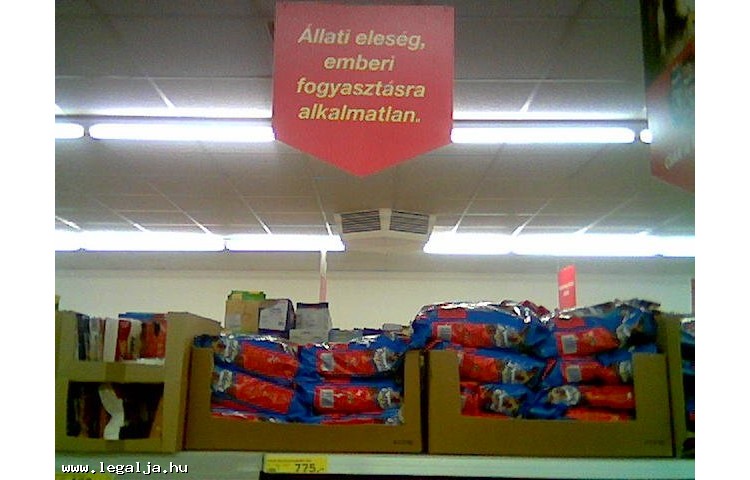 Állati eleség,
emberi
fogyasztásra
alkalmatlan.
775,-
www.legalja.hu